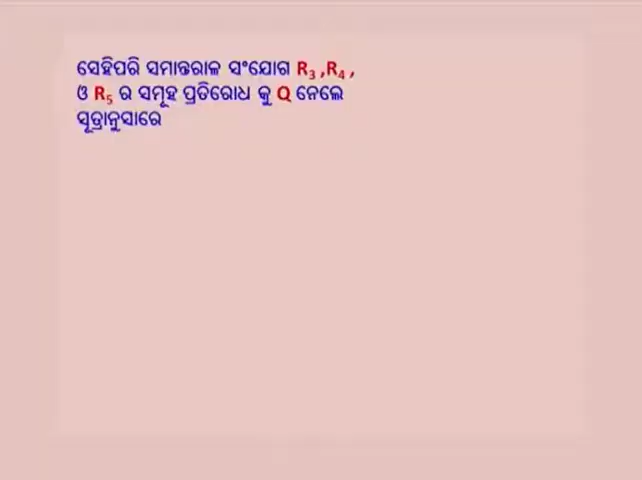 ସେହିପରି ସମାନ୍ତରାଳ ସଂଯୋଗ R₃ ,R₄ ,
ଓ R₅ ର ସମୂହ ପ୍ରତିରୋଧ କୁ Q ନେଲେ
ସୂତ୍ରାନୁସାରେ